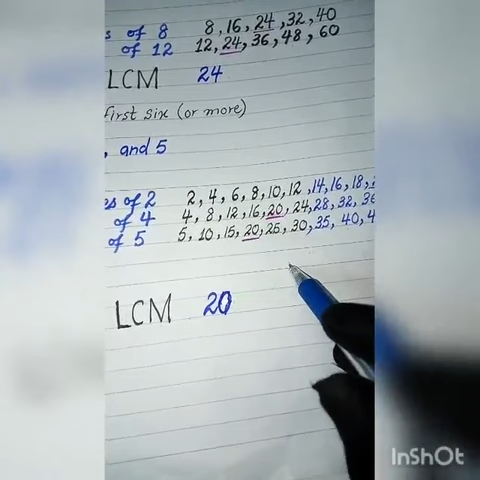 s of 8 8, 16, 24, 32, 40
of 12 12, 24, 36, 48, 60
LCM 24
First six (or more)
, and 5
es of 2 2, 4, 6, 8, 10, 12, 14, 16, 18,
of 4 4, 8, 12, 16, 20, 24, 28, 32, 36
of 5 5, 10, 15, 20, 25, 30, 35, 40, 4
LCM 20
InShOt